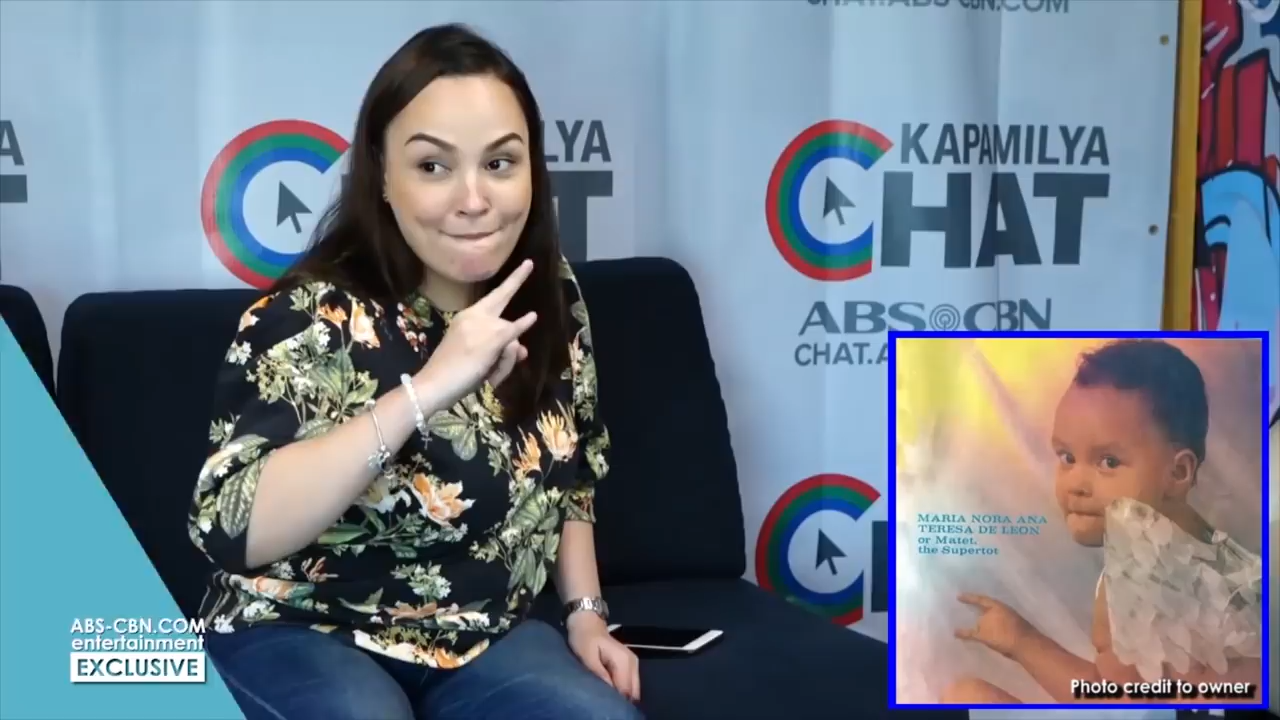 CHAT.ABS-CBN.COM
A
T
LYA
T
KAPAMILYA
CHAT
ABS CBN
CHAT.A
C
MARIA NORA ANA
TERESA DE LEON
or Matet,
the Supertot
Photo credit to owner
ABS-CBN.COM
entertainment
EXCLUSIVE